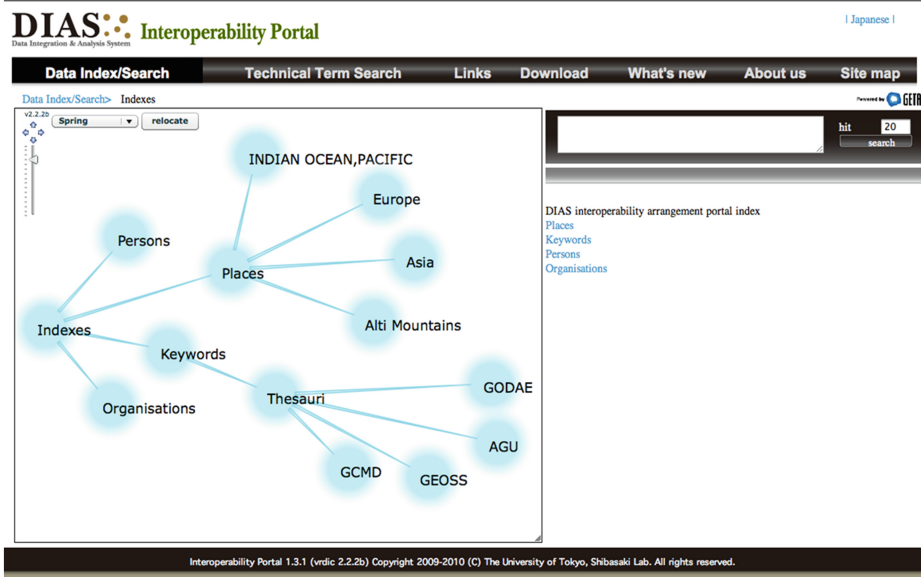 DIAS Interoperability Portal
Data Integration & Analysis System
| Japanese |
Data Index/Search Technical Term Search Links Download What's new About us Site map
Data Index/Search> Indexes
Powered by GETA
v2.2.2b
Spring relocate
hit 20
search
INDIAN OCEAN,PACIFIC
Europe
Persons
Asia
Places
Alti Mountains
Indexes
Keywords
GODAE
Thesauri
Organisations
AGU
GCMD
GEOSS
DIAS interoperability arrangement portal index
Places
Keywords
Persons
Organisations
Interoperability Portal 1.3.1 (vrdic 2.2.2b) Copyright 2009-2010 (C) The University of Tokyo, Shibasaki Lab. All rights reserved.